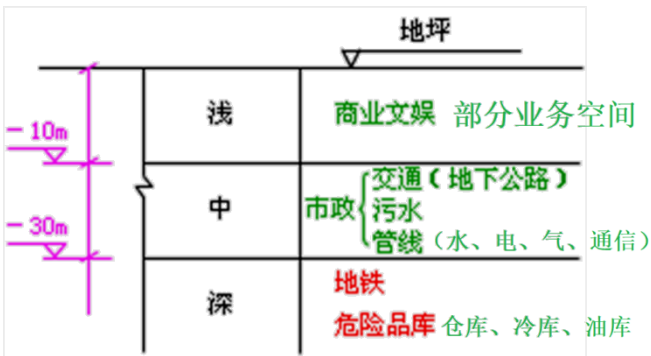 地坪
浅 商业文娱 部分业务空间
-10m
交通(地下公路)
中 市政 污水
-30m
管线(水、电、气、通信)
地铁
深
危险品库 仓库、冷库、油库